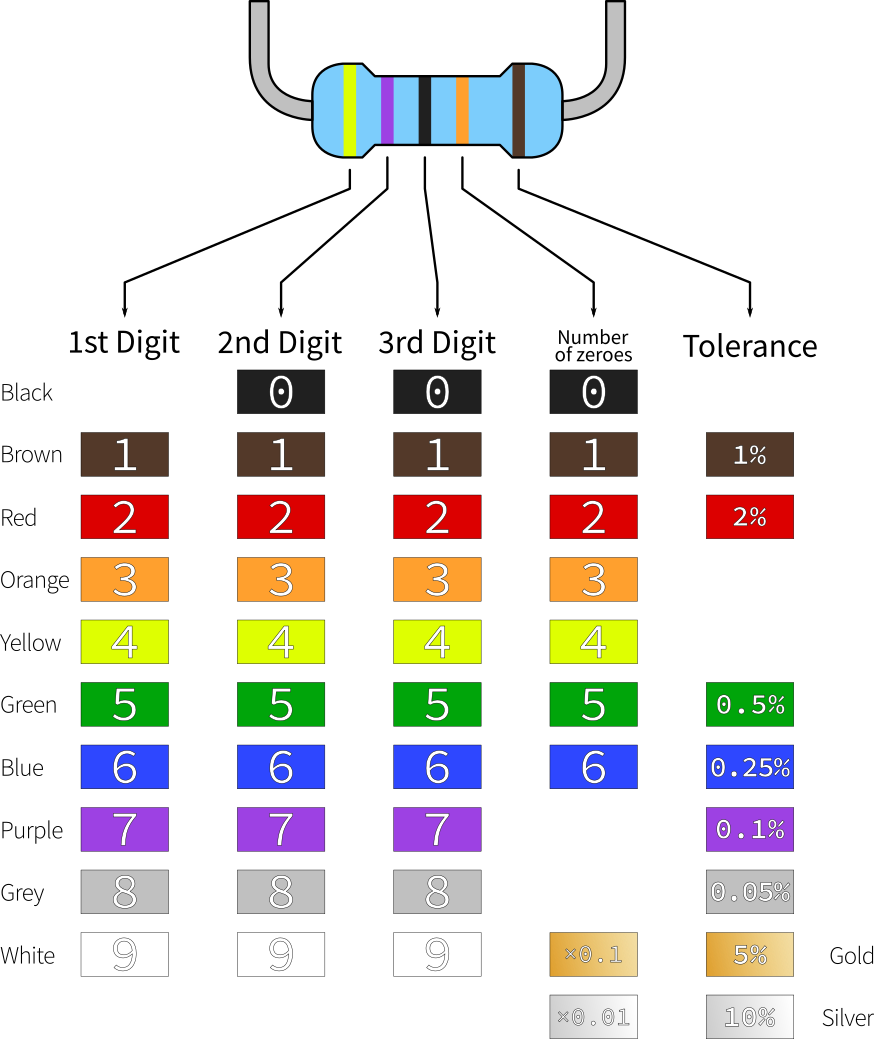 1st Digit 2nd Digit 3rd Digit Number of zeroes Tolerance
Black 0 0 0
Brown 1 1 1 1 1%
Red 2 2 2 2 2%
Orange 3 3 3 3
Yellow 4 4 4 4
Green 5 5 5 5 0.5%
Blue 6 6 6 6 0.25%
Purple 7 7 7 0.1%
Grey 8 8 8 0.05%
White 9 9 9 ×0.1 5% Gold
×0.01 10% Silver